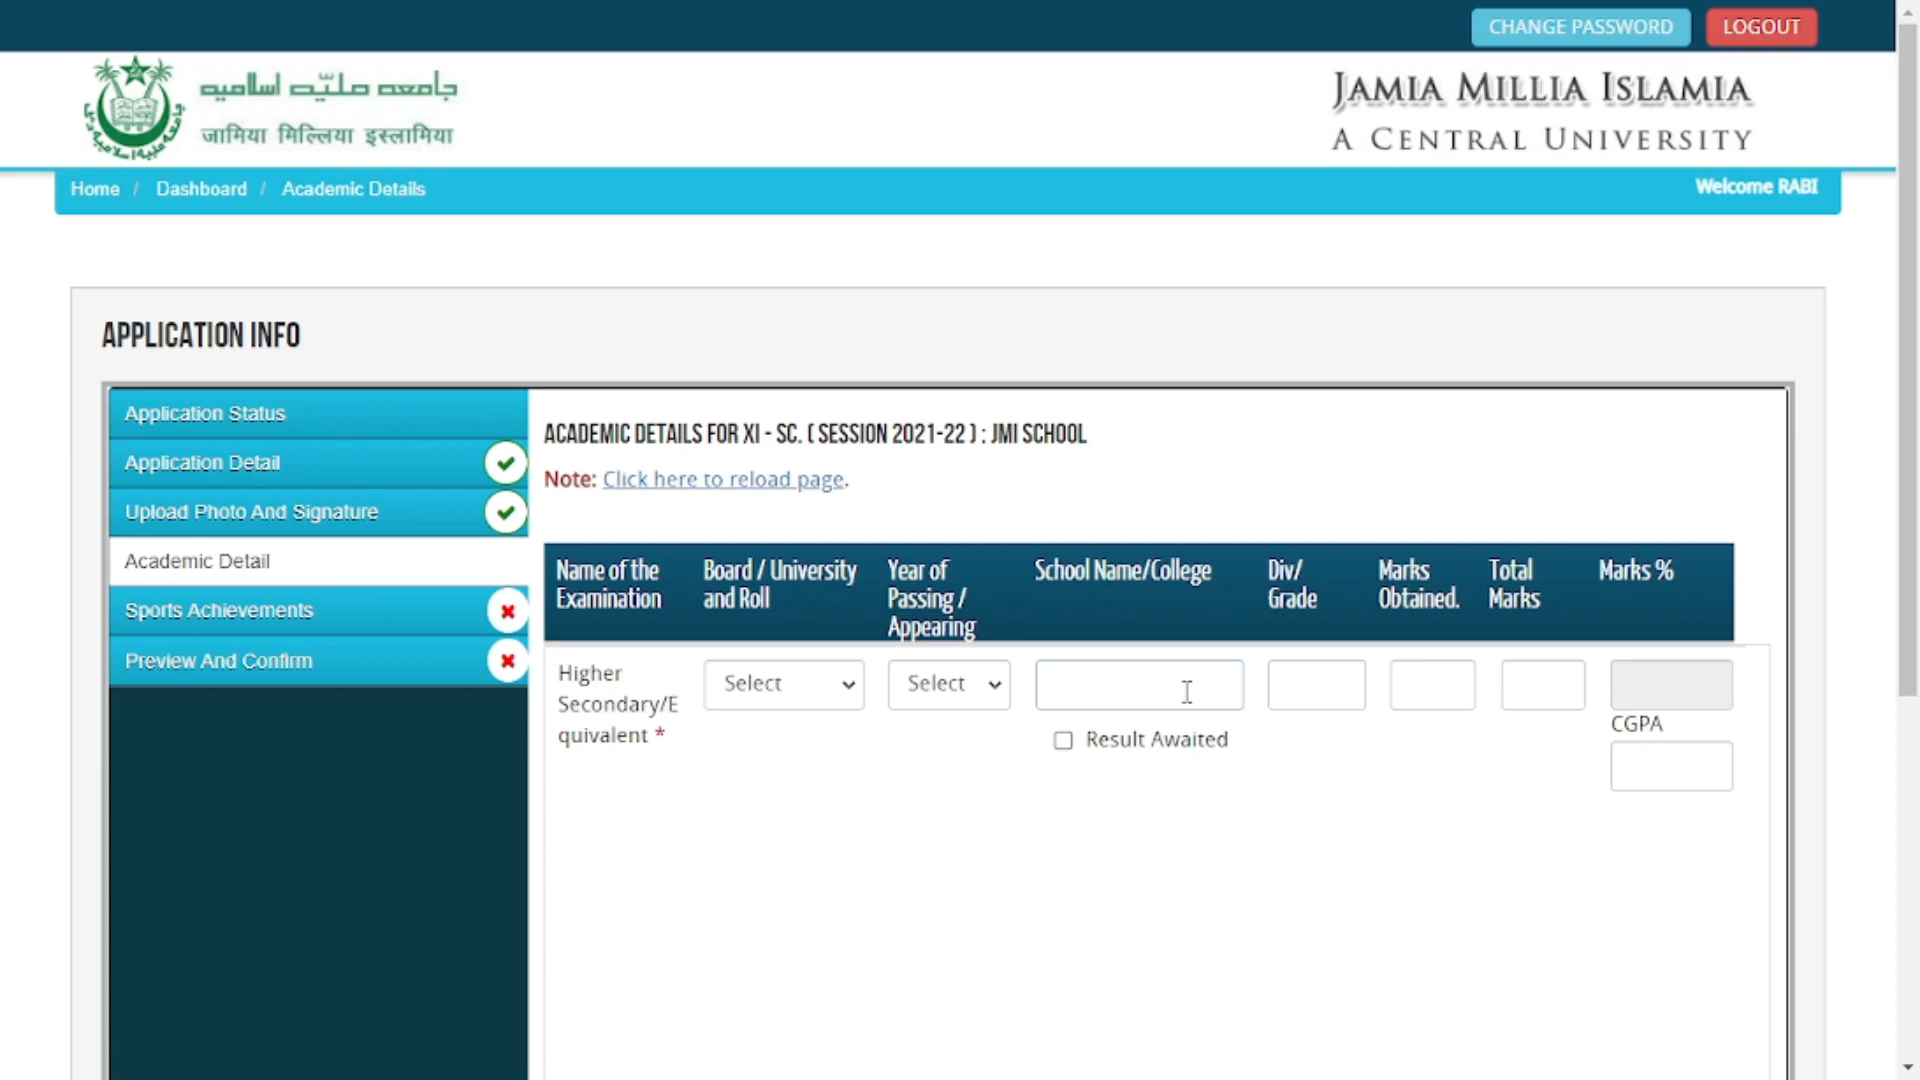 CHANGE PASSWORD
LOGOUT
جامعه ملیّه اسلامیه
जामिया मिल्लिया इस्लामिया
JAMIA MILLIA ISLAMIA
A CENTRAL UNIVERSITY
Home / Dashboard / Academic Details
Welcome RABI
APPLICATION INFO
Application Status
Application Detail
Upload Photo And Signature
Academic Detail
Sports Achievements
Preview And Confirm
ACADEMIC DETAILS FOR XI - SC. ( SESSION 2021-22 ) : JMI SCHOOL
Note: Click here to reload page.
Name of the
Examination
Board / University
and Roll
Year of
Passing /
Appearing
School Name/College
Div/
Grade
Marks
Obtained.
Total
Marks
Marks %
Higher
Secondary/E
quivalent *
Select
Select
Result Awaited
CGPA